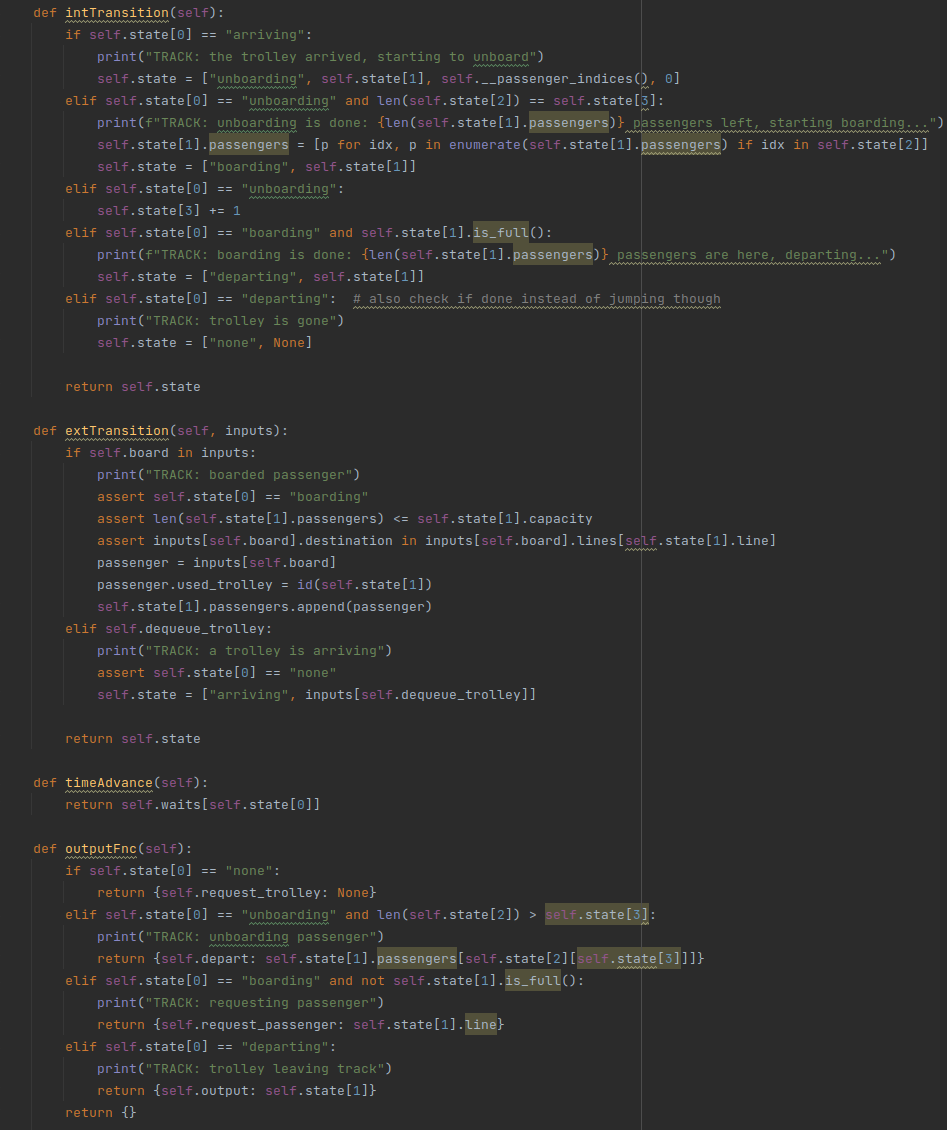 def intTransition(self):
    if self.state[0] == "arriving":
        print("TRACK: the trolley arrived, starting to unboard")
        self.state = ["unboarding", self.state[1], self.__passenger_indices(), 0]
    elif self.state[0] == "unboarding" and len(self.state[2]) == self.state[3]:
        print(f"TRACK: unboarding is done: {len(self.state[1].passengers)} passengers left, starting boarding...")
        self.state[1].passengers = [p for idx, p in enumerate(self.state[1].passengers) if idx in self.state[2]]
        self.state = ["boarding", self.state[1]]
    elif self.state[0] == "unboarding":
        self.state[3] += 1
    elif self.state[0] == "boarding" and self.state[1].is_full():
        print(f"TRACK: boarding is done: {len(self.state[1].passengers)} passengers are here, departing...")
        self.state = ["departing", self.state[1]]
    elif self.state[0] == "departing":  # also check if done instead of jumping though
        print("TRACK: trolley is gone")
        self.state = ["none", None]

    return self.state

def extTransition(self, inputs):
    if self.board in inputs:
        print("TRACK: boarded passenger")
        assert self.state[0] == "boarding"
        assert len(self.state[1].passengers) <= self.state[1].capacity
        assert inputs[self.board].destination in inputs[self.board].lines[self.state[1].line]
        passenger = inputs[self.board]
        passenger.used_trolley = id(self.state[1])
        self.state[1].passengers.append(passenger)
    elif self.dequeue_trolley:
        print("TRACK: a trolley is arriving")
        assert self.state[0] == "none"
        self.state = ["arriving", inputs[self.dequeue_trolley]]

    return self.state

def timeAdvance(self):
    return self.waits[self.state[0]]

def outputFnc(self):
    if self.state[0] == "none":
        return {self.request_trolley: None}
    elif self.state[0] == "unboarding" and len(self.state[2]) > self.state[3]:
        print("TRACK: unboarding passenger")
        return {self.depart: self.state[1].passengers[self.state[2][self.state[3]]]}
    elif self.state[0] == "boarding" and not self.state[1].is_full():
        print("TRACK: requesting passenger")
        return {self.request_passenger: self.state[1].line}
    elif self.state[0] == "departing":
        print("TRACK: trolley leaving track")
        return {self.output: self.state[1]}
    return {}